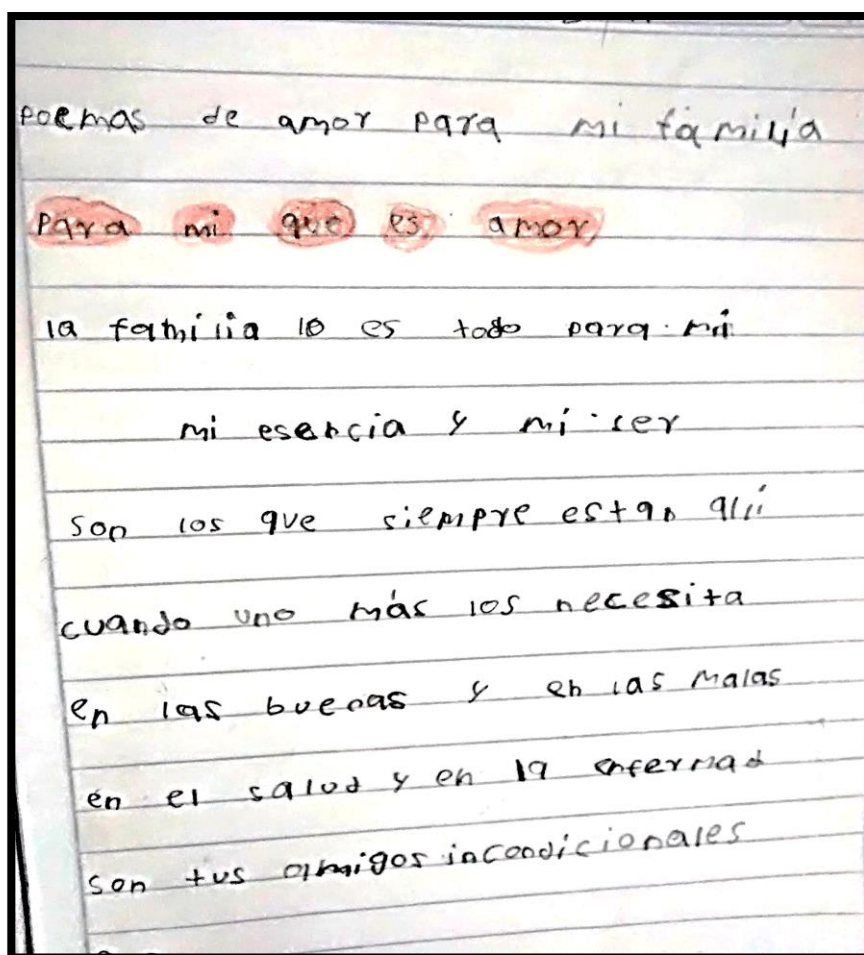 poemas de amor para mi familia
para mi que es amor
la familia lo es todo para mi
mi esencia y mi ser
son los que siempre estan allí
cuando uno más los necesita
en las buenas y en las malas
en el salud y en la enfermad
son tus amigos incondicionales